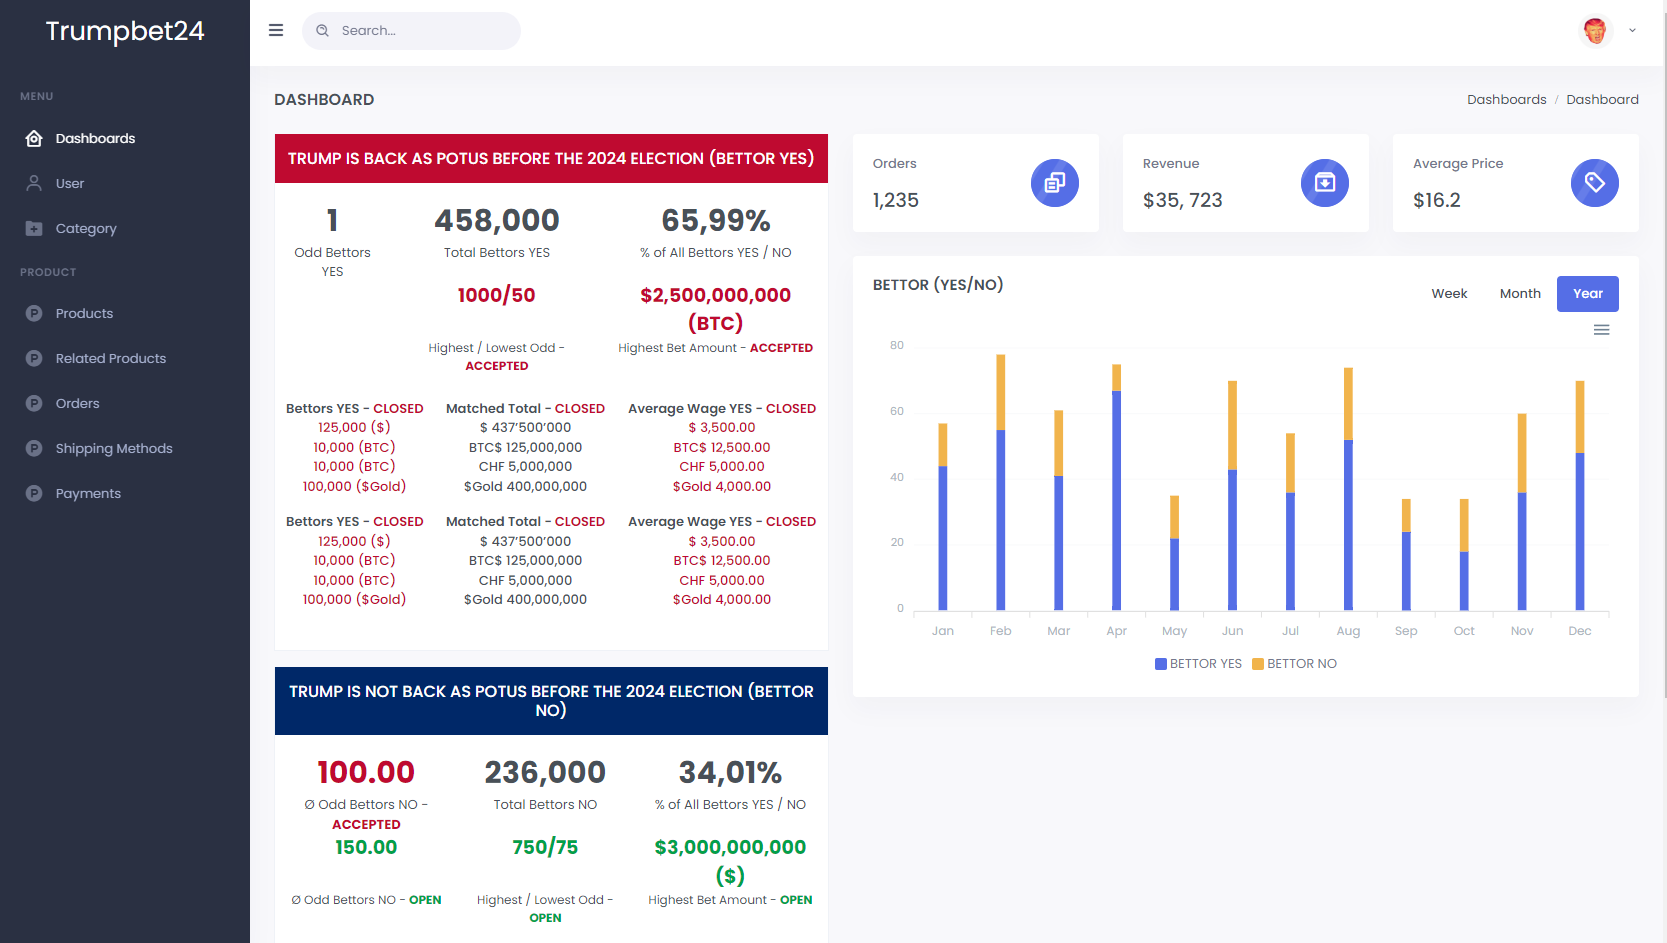 Trumpbet24
Search...
MENU
Dashboards
User
Category
PRODUCT
Products
Related Products
Orders
Shipping Methods
Payments
DASHBOARD
Dashboards / Dashboard
TRUMP IS BACK AS POTUS BEFORE THE 2024 ELECTION (BETTOR YES)
1
Odd Bettors
YES
458,000
Total Bettors YES
65,99%
% of All Bettors YES / NO
1000/50
Highest / Lowest Odd -
ACCEPTED
$2,500,000,000
(BTC)
Highest Bet Amount - ACCEPTED
Bettors YES - CLOSED
125,000 ($)
10,000 (BTC)
10,000 (BTC)
100,000 ($Gold)
Matched Total - CLOSED
$ 437'500'000
BTC$ 125,000,000
CHF 5,000,000
$Gold 400,000,000
Average Wage YES - CLOSED
$ 3,500.00
BTC$ 12,500.00
CHF 5,000.00
$Gold 4,000.00
Bettors YES - CLOSED
125,000 ($)
10,000 (BTC)
10,000 (BTC)
100,000 ($Gold)
Matched Total - CLOSED
$ 437'500'000
BTC$ 125,000,000
CHF 5,000,000
$Gold 400,000,000
Average Wage YES - CLOSED
$ 3,500.00
BTC$ 12,500.00
CHF 5,000.00
$Gold 4,000.00
TRUMP IS NOT BACK AS POTUS BEFORE THE 2024 ELECTION (BETTOR
NO)
100.00
Ø Odd Bettors NO -
ACCEPTED
236,000
Total Bettors NO
34,01%
% of All Bettors YES / NO
150.00
Ø Odd Bettors NO - OPEN
750/75
Highest / Lowest Odd -
OPEN
$3,000,000,000
($)
Highest Bet Amount - OPEN
Orders
1,235
Revenue
$35, 723
Average Price
$16.2
BETTOR (YES/NO)
Week
Month
Year
80
60
40
20
0
Jan
Feb
Mar
Apr
May
Jun
Jul
Aug
Sep
Oct
Nov
Dec
BETTOR YES
BETTOR NO